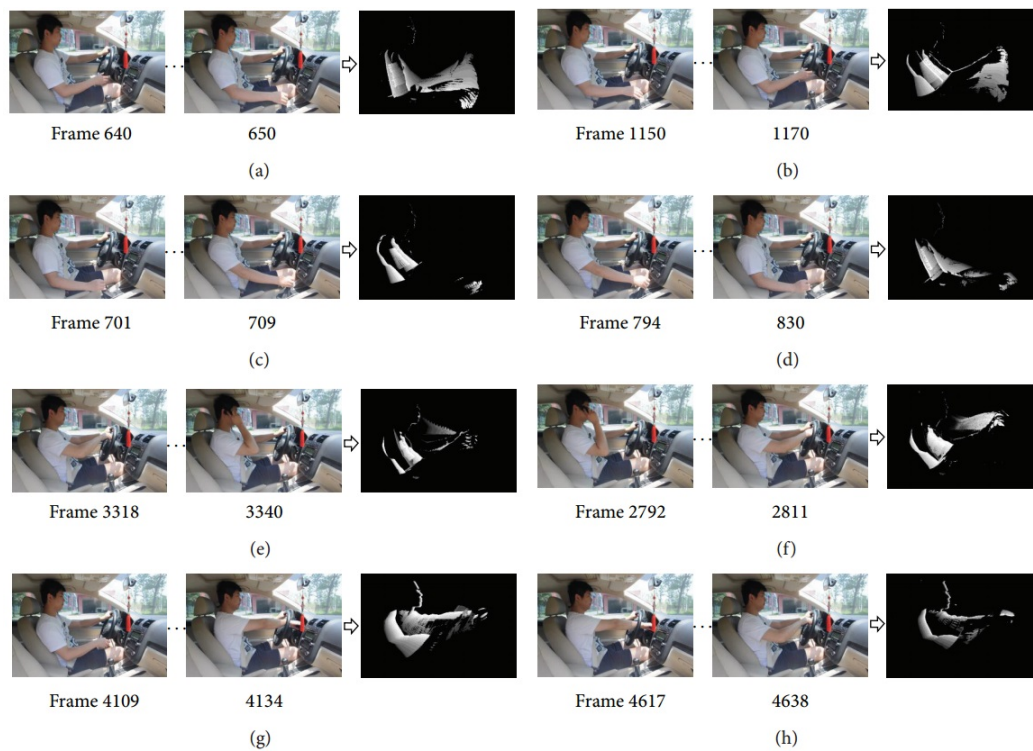 Frame 640 650 Frame 1150 1170
(a) (b)
Frame 701 709 Frame 794 830
(c) (d)
Frame 3318 3340 Frame 2792 2811
(e) (f)
Frame 4109 4134 Frame 4617 4638
(g) (h)